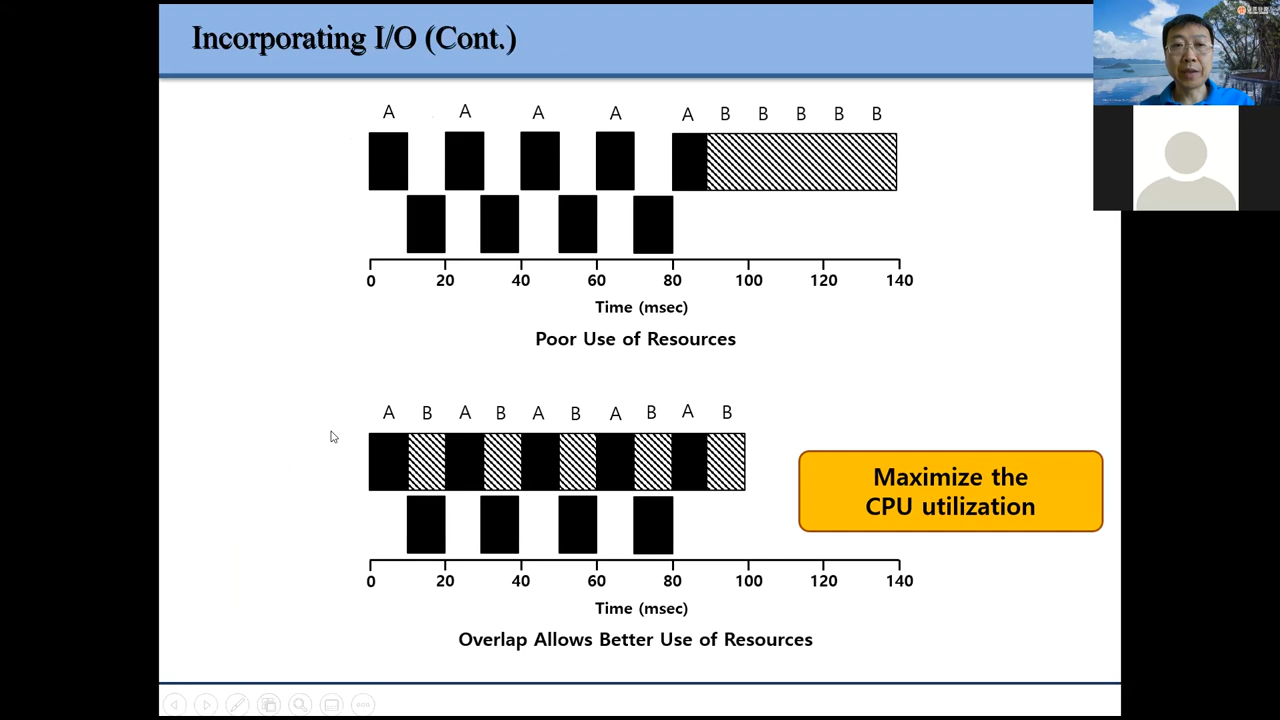 Incorporating I/O (Cont.)
A A A A A B B B B B
0 20 40 60 80 100 120 140
Time (msec)
Poor Use of Resources
A B A B A B A B A B
Maximize the
CPU utilization
0 20 40 60 80 100 120 140
Time (msec)
Overlap Allows Better Use of Resources